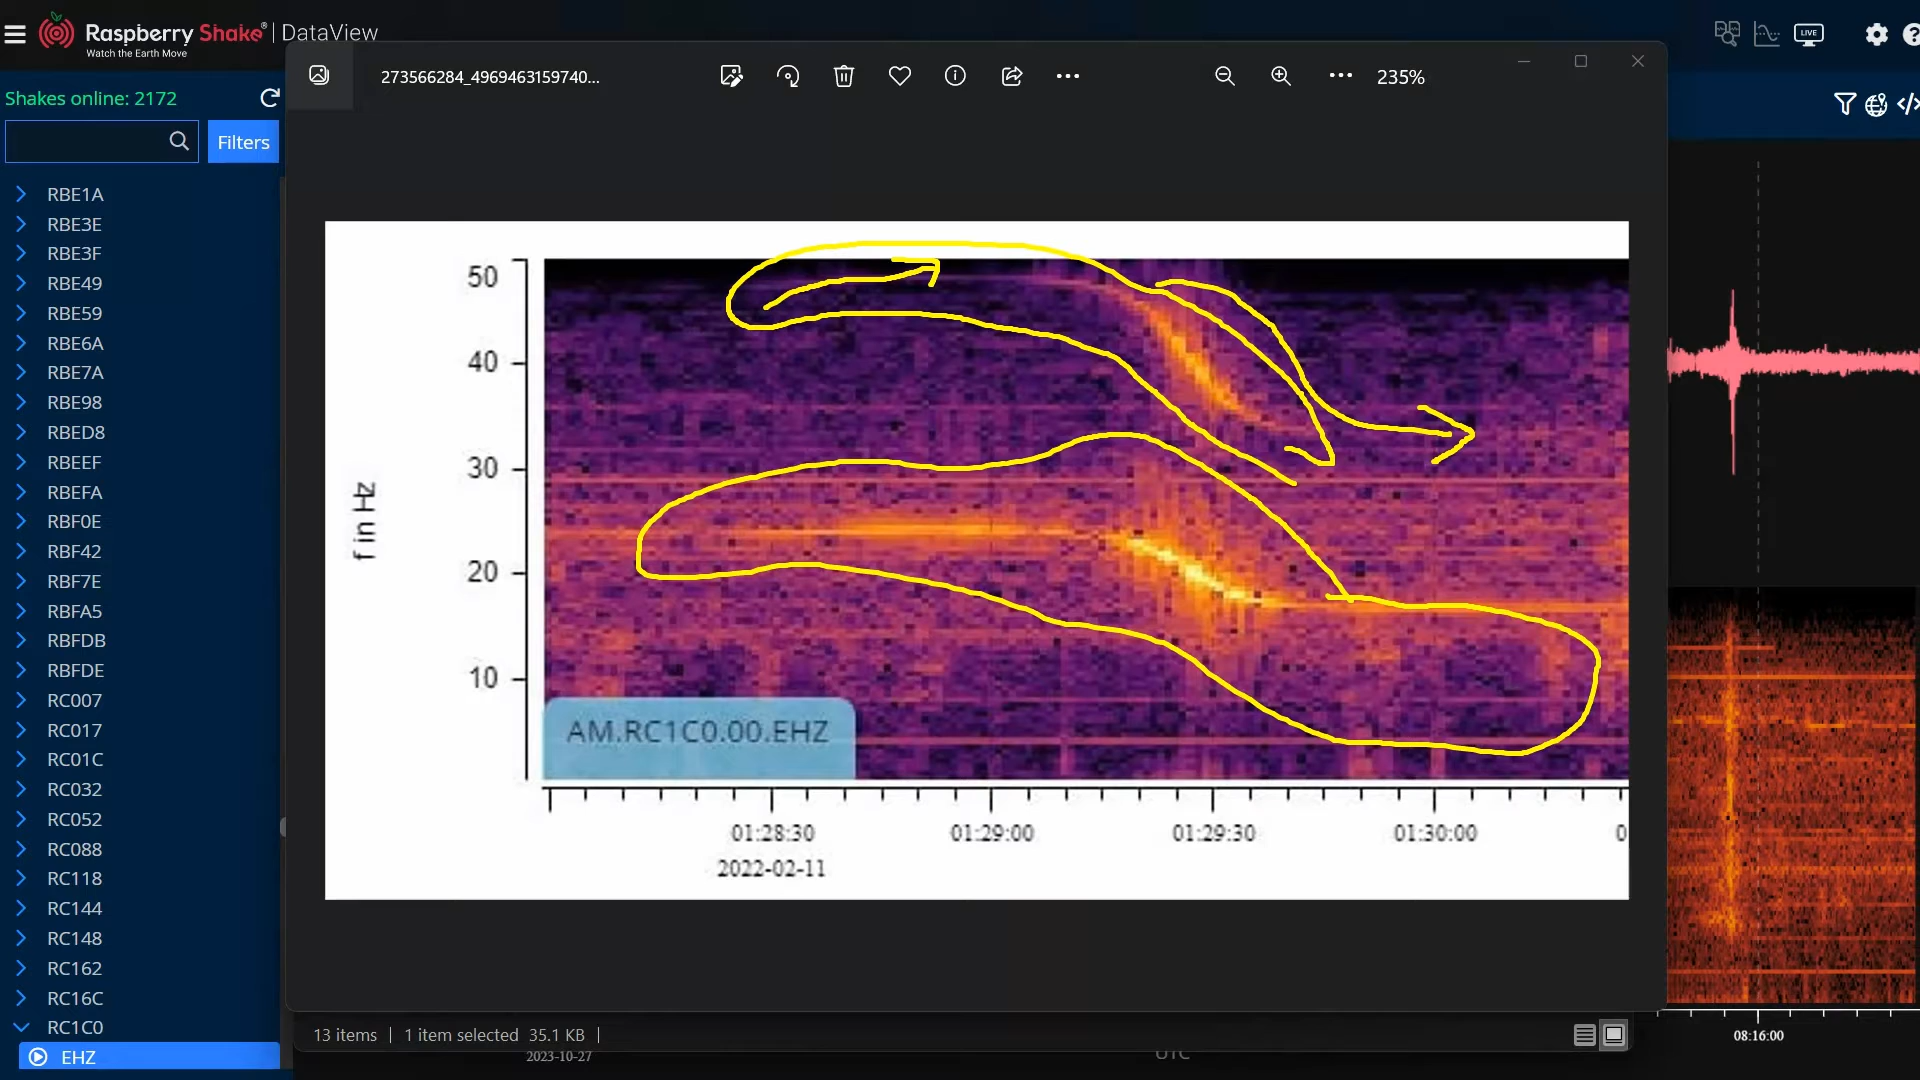 Raspberry Shake® | DataView
Watch the Earth Move
LIVE
273566284_4969463159740...
235%
Shakes online: 2172
Filters
RBE1A
RBE3E
RBE3F
RBE49
RBE59
RBE6A
RBE7A
RBE98
RBED8
RBEEF
RBEFA
RBF0E
RBF42
RBF7E
RBFA5
RBFDB
RBFDE
RC007
RC017
RC01C
RC032
RC052
RC088
RC118
RC144
RC148
RC162
RC16C
RC1C0
EHZ
50
40
30
20
10
f in Hz
AM.RC1C0.00.EHZ
01:28:30
01:29:00
01:29:30
01:30:00
0
2022-02-11
13 items | 1 item selected 35.1 KB |
2023-10-27
UTC
08:16:00